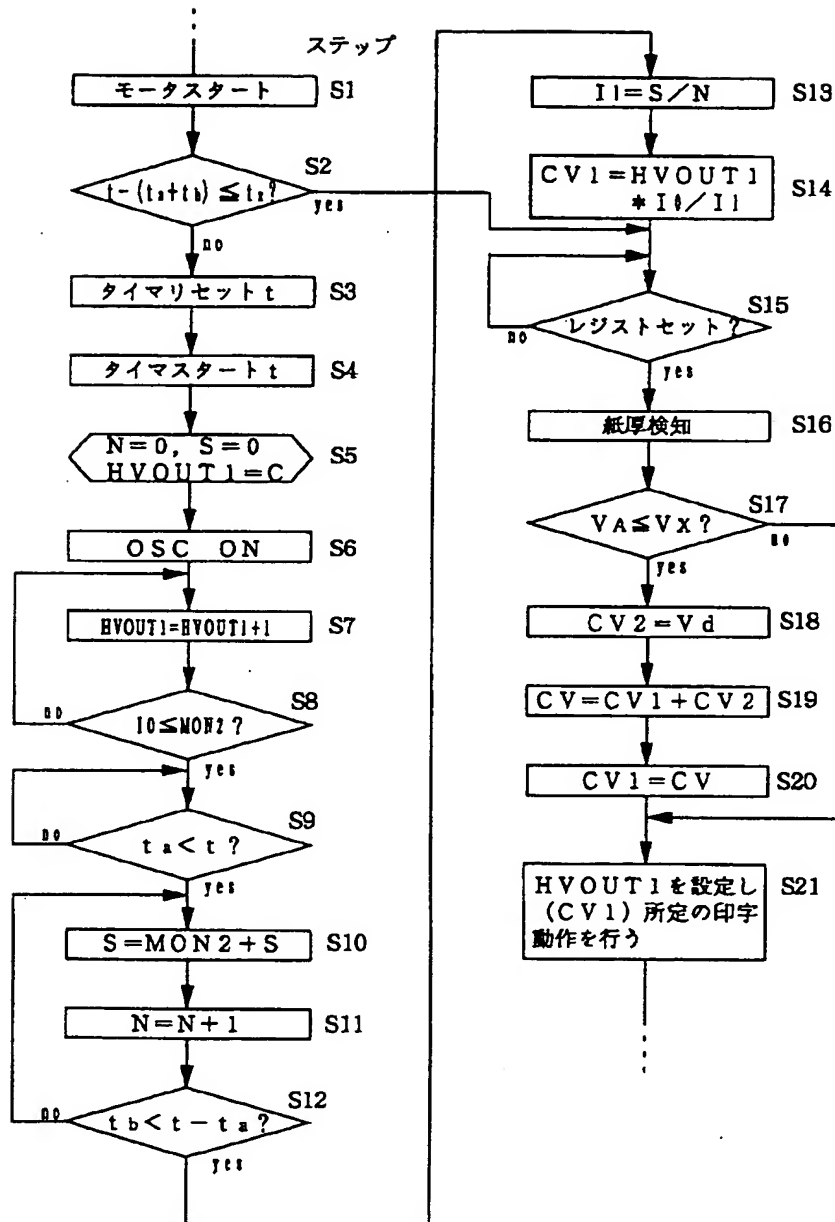 ステップ
モータスタート S1
t−(ta+tb)≦tz? S2
yes
no
タイマリセットt S3
タイマスタートt S4
N=0, S=0
HVOUT1=C S5
OSC ON S6
HVOUT1=HVOUT1+1 S7
I0≦MON2? S8
no
yes
ta<t? S9
no
yes
S=MON2+S S10
N=N+1 S11
tb<t−ta? S12
no
yes
I1=S/N S13
CV1=HVOUT1
*I0/I1 S14
レジストセット? S15
no
yes
紙厚検知 S16
VA≦VX? S17
no
yes
CV2=Vd S18
CV=CV1+CV2 S19
CV1=CV S20
HVOUT1を設定し S21
(CV1)所定の印字
動作を行う